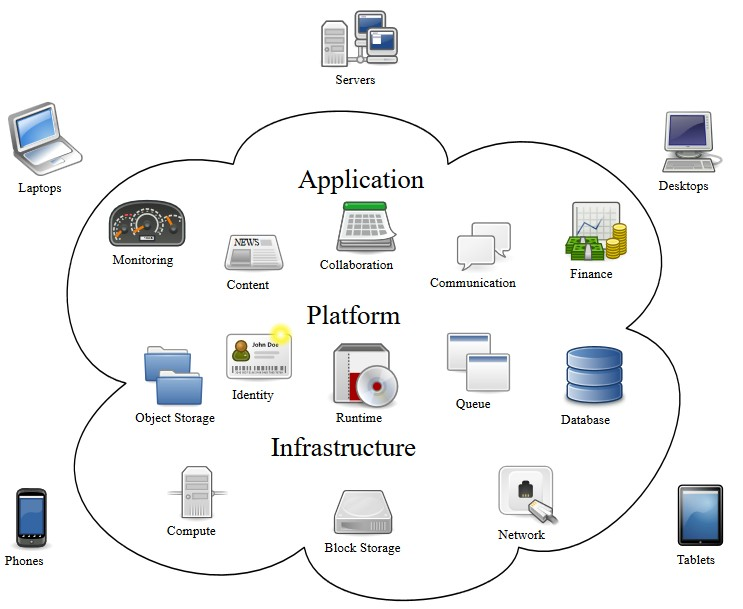 Servers
Laptops
Desktops
Application
Monitoring
NEWS
Content
Collaboration
Communication
Finance
Platform
John Doe
Object Storage
Identity
Runtime
Queue
Database
Infrastructure
Compute
Block Storage
Network
Phones
Tablets